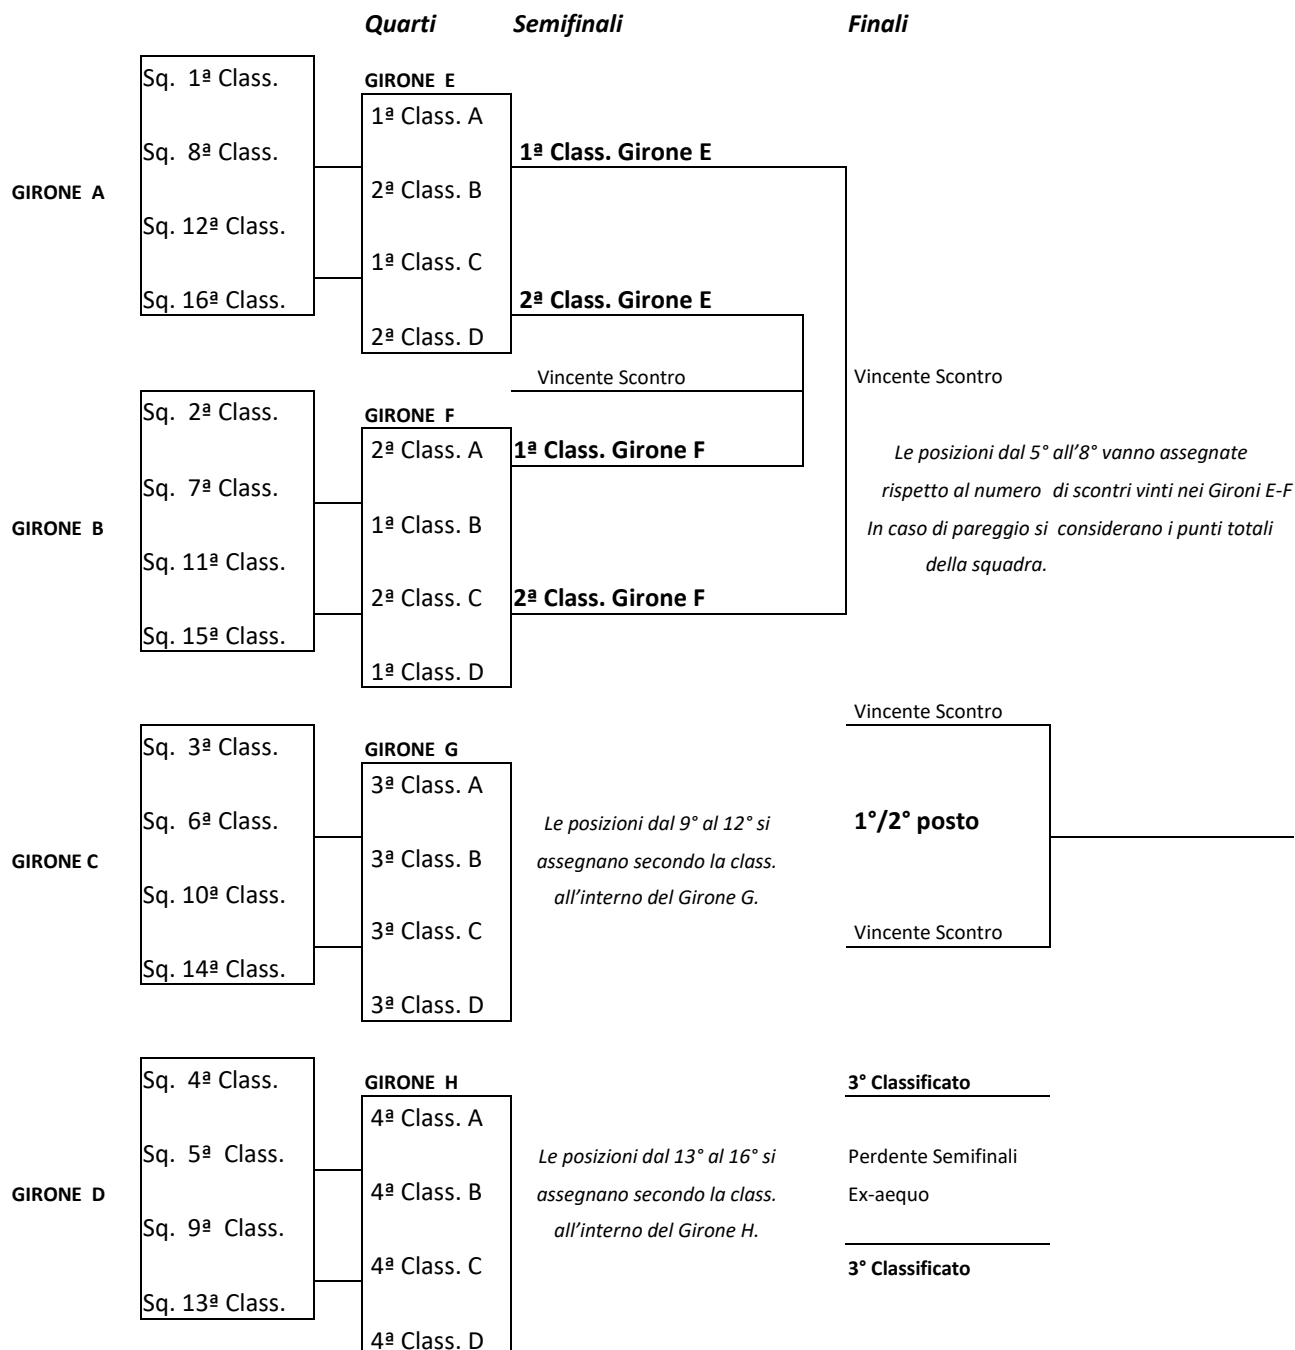 Quarti Semifinali Finali
GIRONE A
Sq. 1ª Class.
Sq. 8ª Class.
Sq. 12ª Class.
Sq. 16ª Class.
GIRONE E
1ª Class. A
2ª Class. B
1ª Class. C
2ª Class. D
1ª Class. Girone E
2ª Class. Girone E
Vincente Scontro
Vincente Scontro
GIRONE B
Sq. 2ª Class.
Sq. 7ª Class.
Sq. 11ª Class.
Sq. 15ª Class.
GIRONE F
2ª Class. A
1ª Class. B
2ª Class. C
1ª Class. D
1ª Class. Girone F
2ª Class. Girone F
Le posizioni dal 5° all’8° vanno assegnate
rispetto al numero di scontri vinti nei Gironi E-F
In caso di pareggio si considerano i punti totali
della squadra.
GIRONE C
Sq. 3ª Class.
Sq. 6ª Class.
Sq. 10ª Class.
Sq. 14ª Class.
GIRONE G
3ª Class. A
3ª Class. B
3ª Class. C
3ª Class. D
Le posizioni dal 9° al 12° si
assegnano secondo la class.
all’interno del Girone G.
Vincente Scontro
1°/2° posto
Vincente Scontro
GIRONE D
Sq. 4ª Class.
Sq. 5ª Class.
Sq. 9ª Class.
Sq. 13ª Class.
GIRONE H
4ª Class. A
4ª Class. B
4ª Class. C
4ª Class. D
Le posizioni dal 13° al 16° si
assegnano secondo la class.
all’interno del Girone H.
3° Classificato
Perdente Semifinali
Ex-aequo
3° Classificato